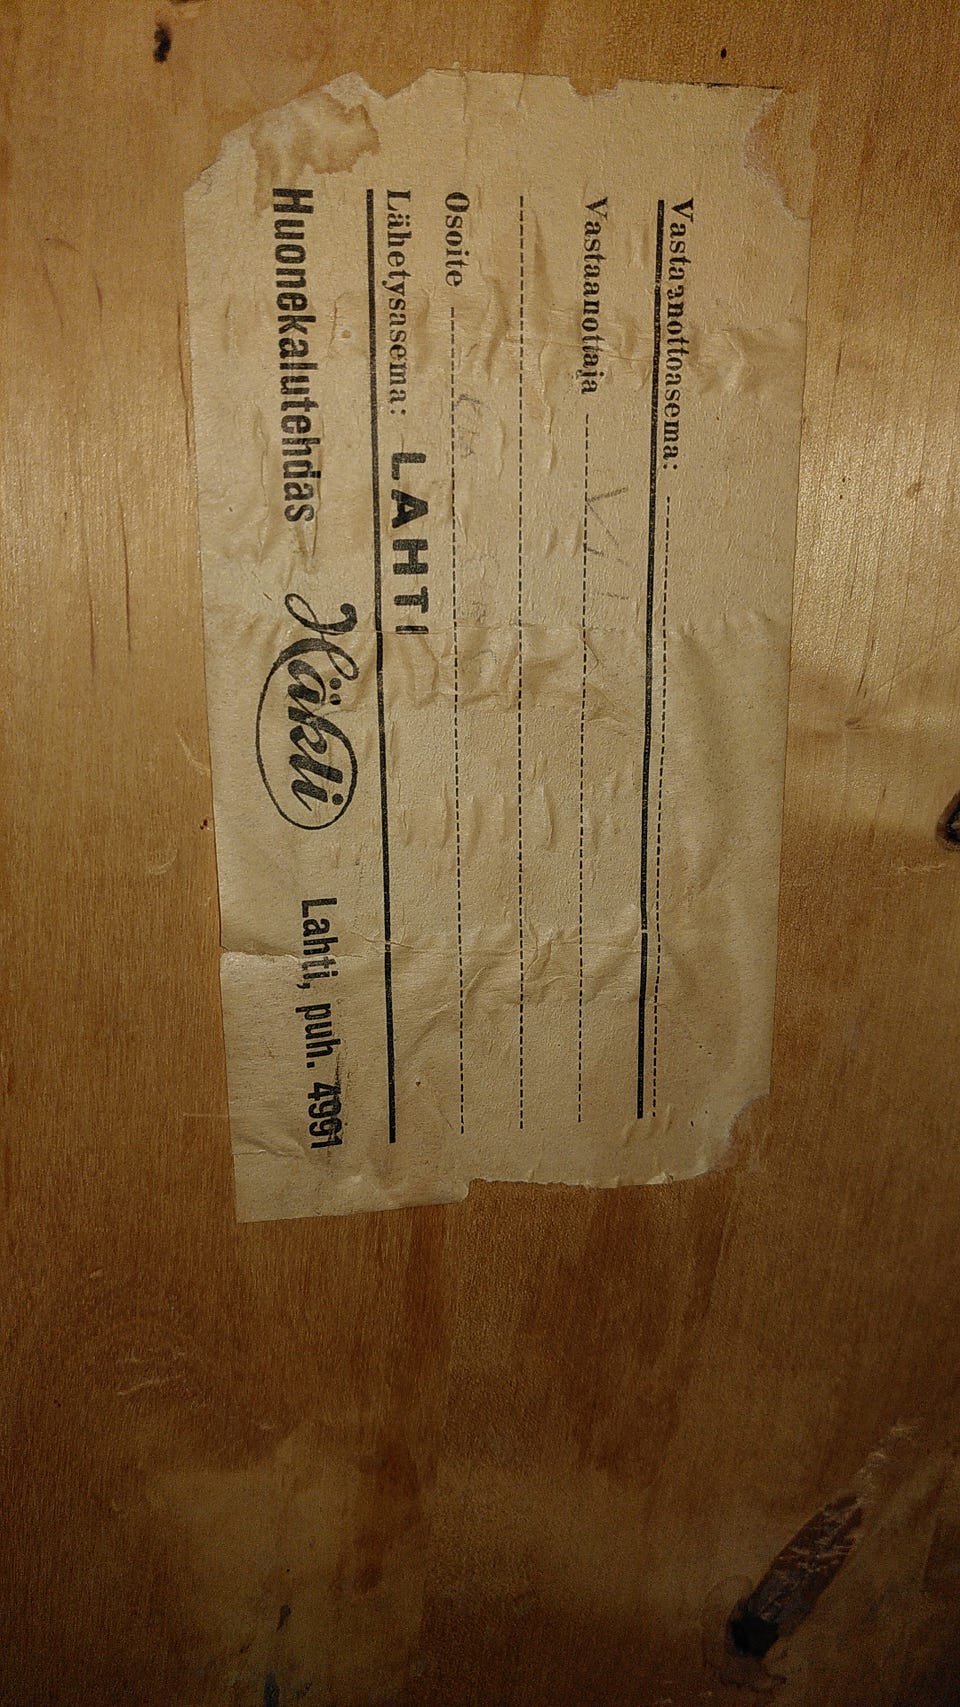 Vastaanottoasema:
Vastaanottaja
Osoite
Lähetysasema: LAHTI
Huonekalutehdas Häkli Lahti, puh. 4991